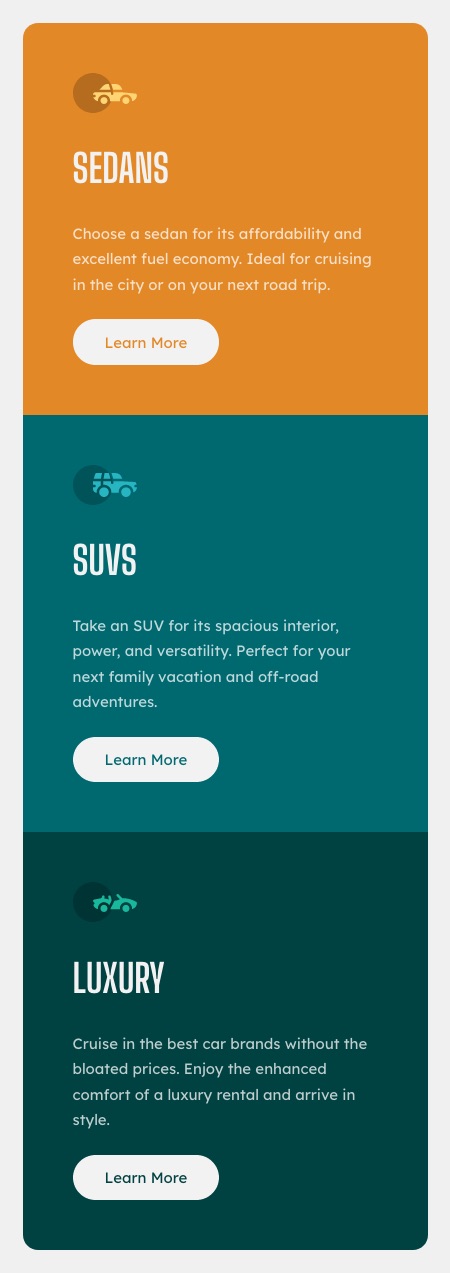 SEDANS
Choose a sedan for its affordability and
excellent fuel economy. Ideal for cruising
in the city or on your next road trip.
Learn More
SUVS
Take an SUV for its spacious interior,
power, and versatility. Perfect for your
next family vacation and off-road
adventures.
Learn More
LUXURY
Cruise in the best car brands without the
bloated prices. Enjoy the enhanced
comfort of a luxury rental and arrive in
style.
Learn More